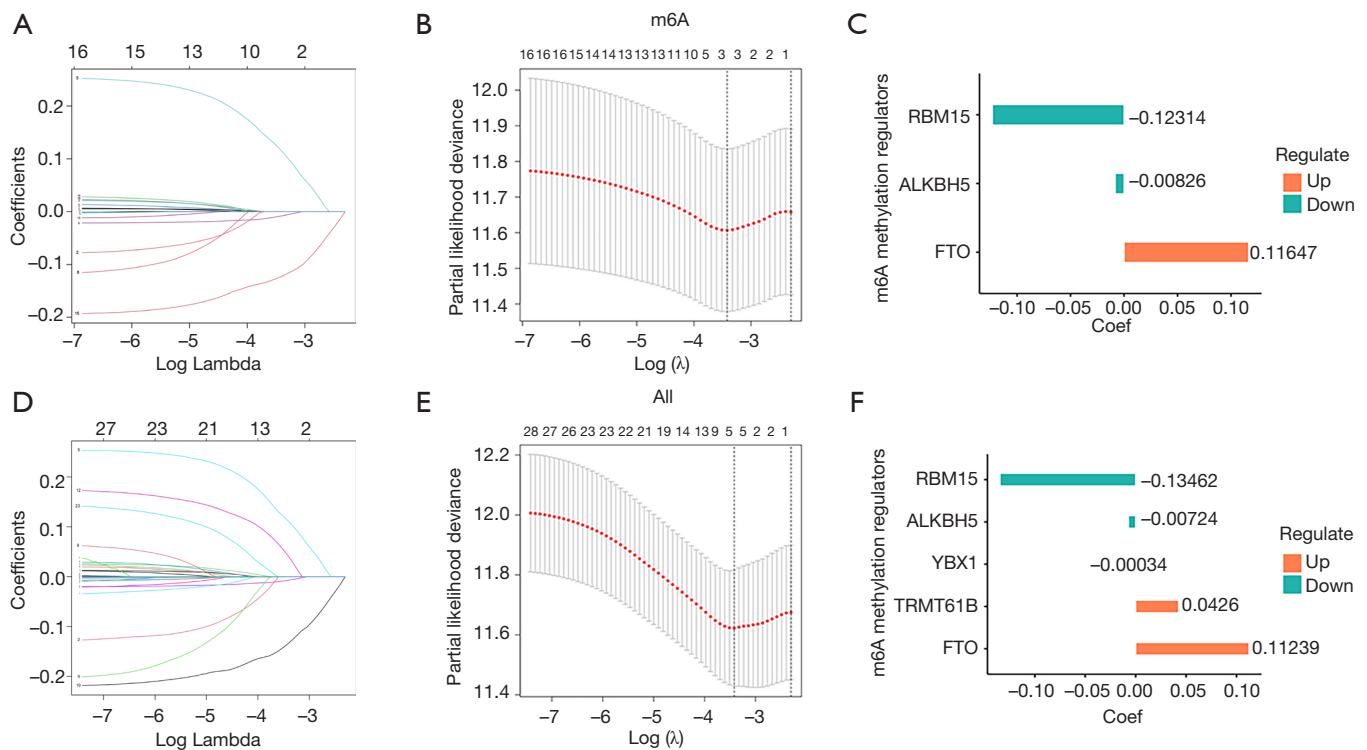 A
16 15 13 10 2
0.2
0.1
0.0
−0.1
−0.2
Coefficients
−7 −6 −5 −4 −3
Log Lambda
B
m6A
16 16 16 15 14 14 13 13 13 11 10 5 3 3 2 2 1
12.0
11.9
11.8
11.7
11.6
11.5
11.4
Partial likelihood deviance
−7 −6 −5 −4 −3
Log (λ)
C
m6A methylation regulators
RBM15
−0.12314
ALKBH5
−0.00826
FTO
0.11647
−0.10 −0.05 0.00 0.05 0.10
Coef
Regulate
Up
Down
D
27 23 21 13 2
0.2
0.1
0.0
−0.1
−0.2
Coefficients
−7 −6 −5 −4 −3
Log Lambda
E
All
28 27 26 23 23 22 21 19 14 13 9 5 5 2 2 1
12.2
12.0
11.8
11.6
11.4
Partial likelihood deviance
−7 −6 −5 −4 −3
Log (λ)
F
m6A methylation regulators
RBM15
−0.13462
ALKBH5
−0.00724
YBX1
−0.00034
TRMT61B
0.0426
FTO
0.11239
−0.10 −0.05 0.00 0.05 0.10
Coef
Regulate
Up
Down